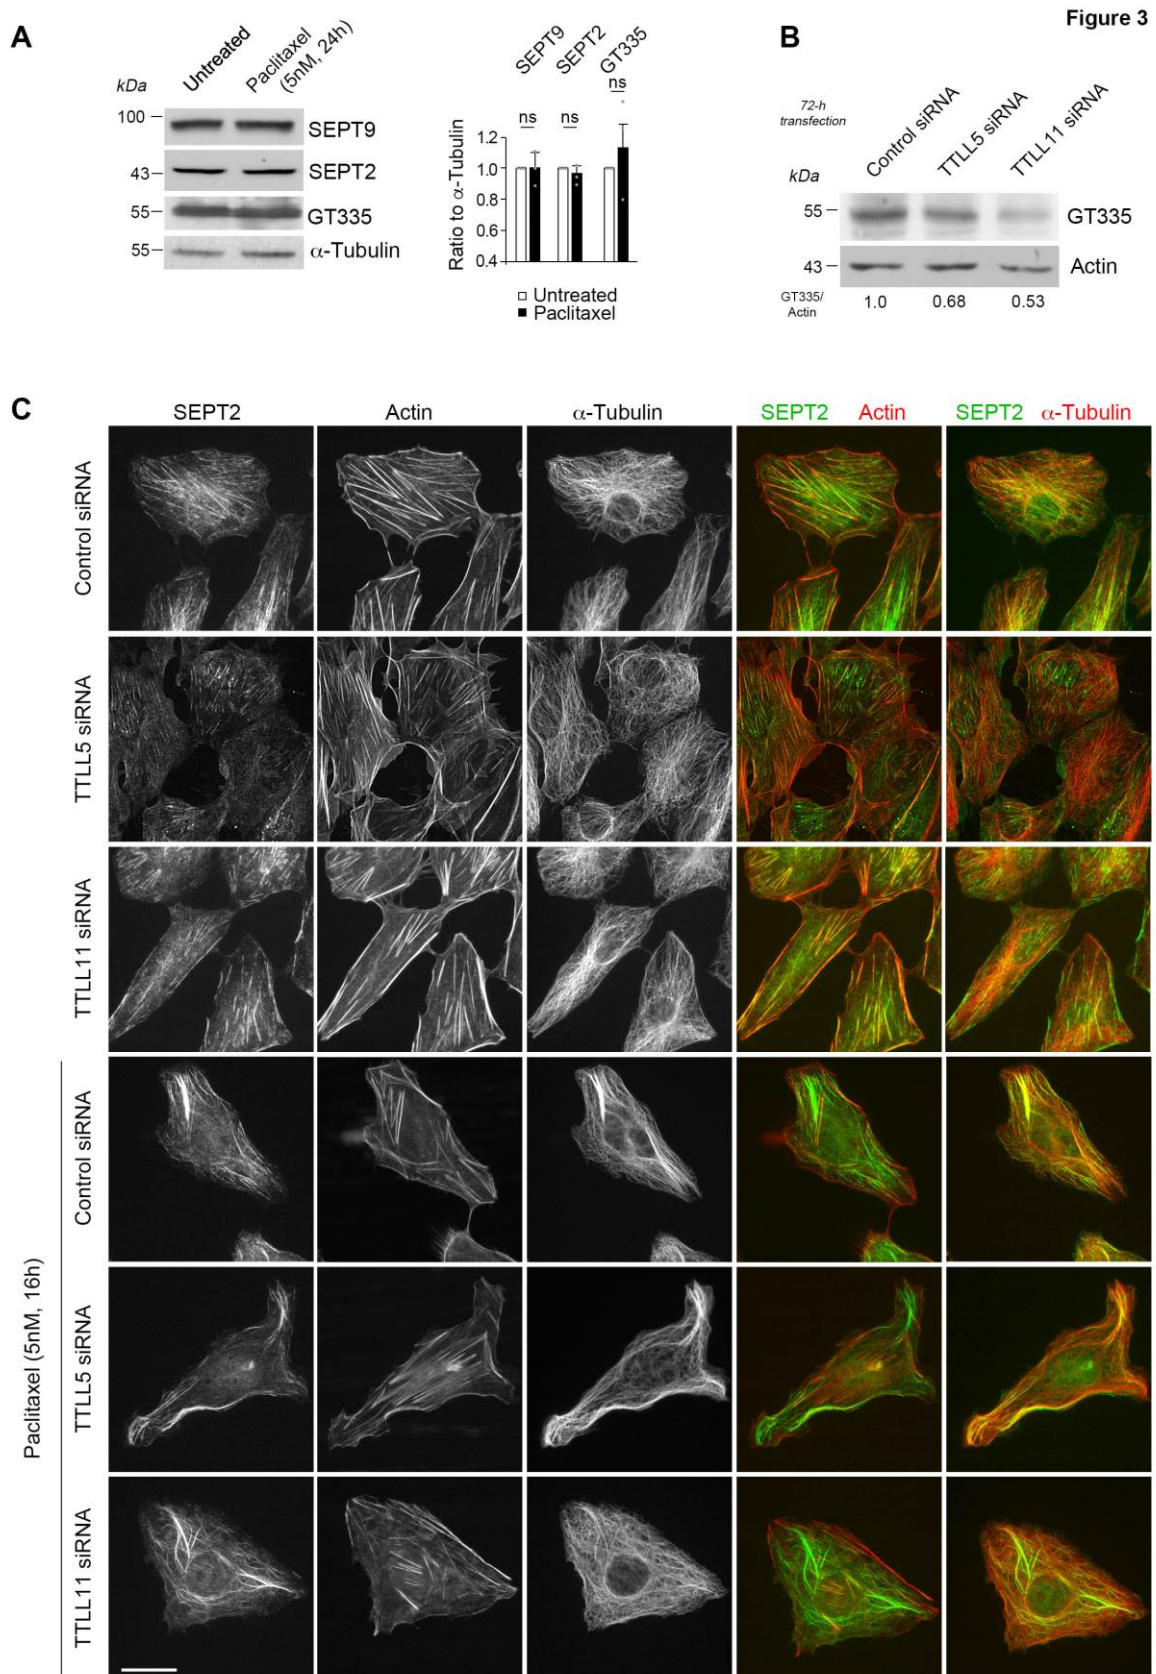 Figure 3
A
Untreated
Paclitaxel
(5nM, 24h)
kDa
100
SEPT9
43
SEPT2
55
GT335
55
α-Tubulin
SEPT9
SEPT2
GT335
ns
ns
ns
Ratio to α-Tubulin
1.2
1.0
0.8
0.6
0.4
Untreated
Paclitaxel
B
72-h
transfection
Control siRNA
TTLL5 siRNA
TTLL11 siRNA
kDa
55
GT335
43
Actin
GT335/
Actin
1.0
0.68
0.53
C
SEPT2
Actin
α-Tubulin
SEPT2 Actin
SEPT2 α-Tubulin
Control siRNA
TTLL5 siRNA
TTLL11 siRNA
Paclitaxel (5nM, 16h)
Control siRNA
TTLL5 siRNA
TTLL11 siRNA